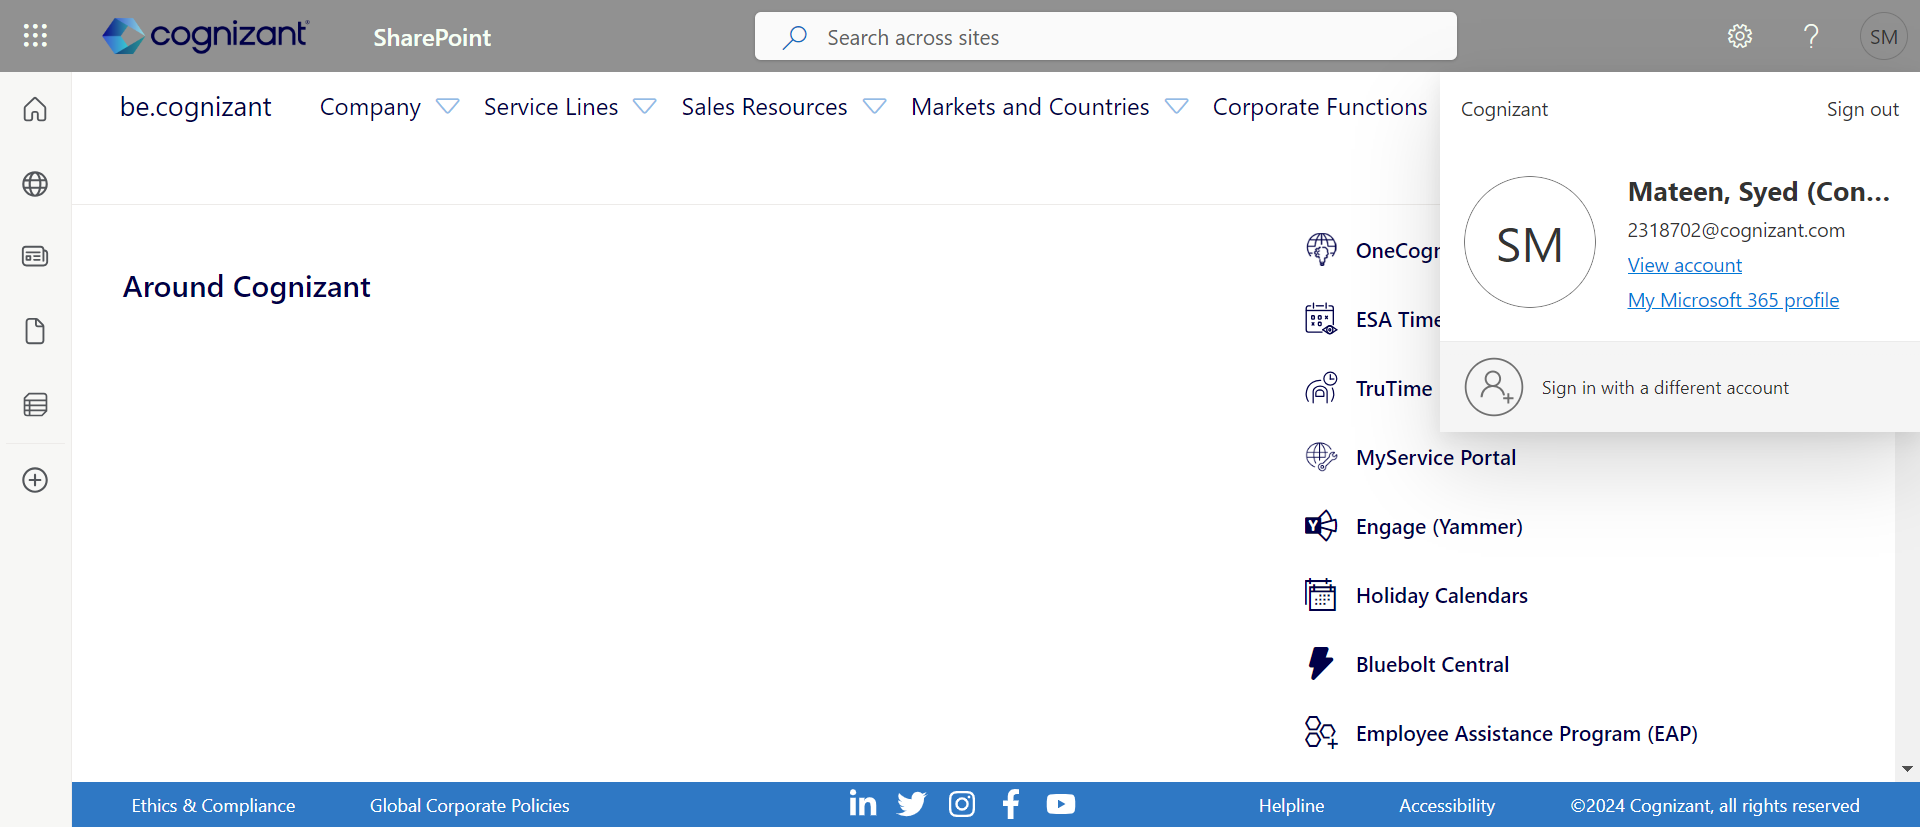 cognizant
SharePoint
Search across sites
SM
be.cognizant
Company
Service Lines
Sales Resources
Markets and Countries
Corporate Functions
Cognizant
Sign out
SM
Mateen, Syed (Con...
2318702@cognizant.com
View account
My Microsoft 365 profile
Sign in with a different account
Around Cognizant
OneCogn
ESA Time
TruTime
MyService Portal
Engage (Yammer)
Holiday Calendars
Bluebolt Central
Employee Assistance Program (EAP)
Ethics & Compliance
Global Corporate Policies
Helpline
Accessibility
©2024 Cognizant, all rights reserved